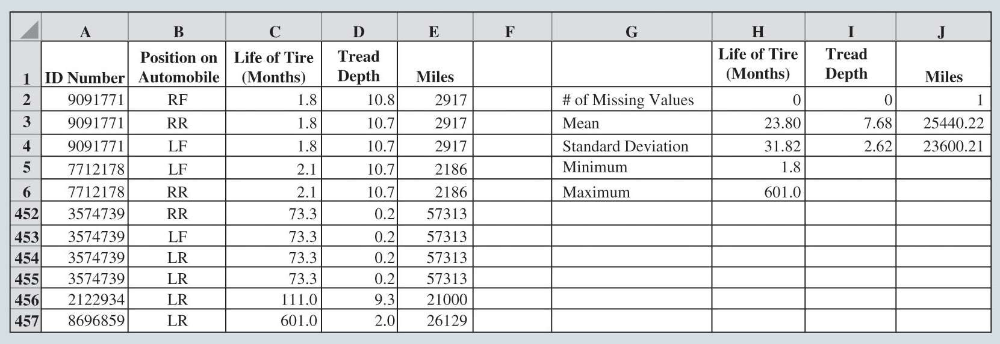 A B C D E F G H I J
1 ID Number Position on Automobile Life of Tire (Months) Tread Depth Miles Life of Tire (Months) Tread Depth Miles
2 9091771 RF 1.8 10.8 2917 # of Missing Values 0 0 1
3 9091771 RR 1.8 10.7 2917 Mean 23.80 7.68 25440.22
4 9091771 LF 1.8 10.7 2917 Standard Deviation 31.82 2.62 23600.21
5 7712178 LF 2.1 10.7 2186 Minimum 1.8
6 7712178 RR 2.1 10.7 2186 Maximum 601.0
452 3574739 RR 73.3 0.2 57313
453 3574739 LF 73.3 0.2 57313
454 3574739 LR 73.3 0.2 57313
455 3574739 LR 73.3 0.2 57313
456 2122934 LR 111.0 9.3 21000
457 8696859 LR 601.0 2.0 26129